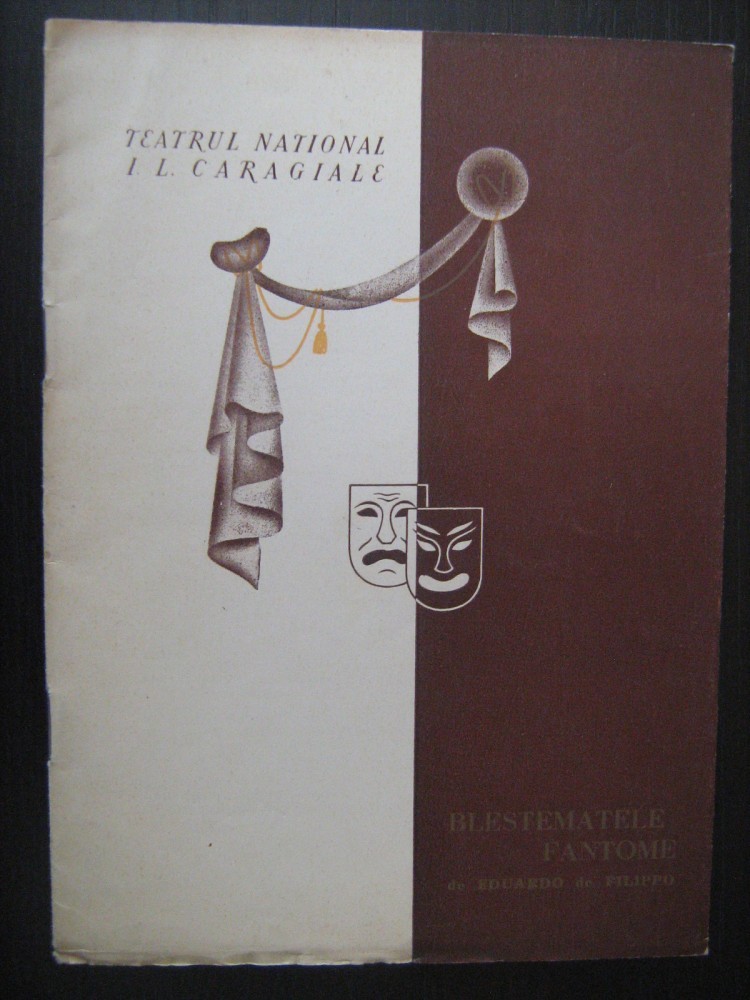 TEATRUL NATIONAL
I. L. CARAGIALE
BLESTEMATELE
FANTOME
de EDUARDO de FILIPPO